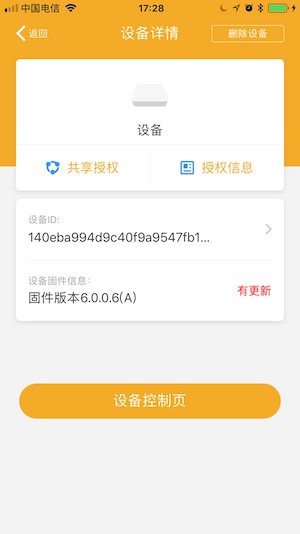 中国电信
17:28
返回
设备详情
删除设备
设备
共享授权
授权信息
设备ID:
140eba994d9c40f9a9547fb1...
设备固件信息:
固件版本6.0.0.6(A)
有更新
设备控制页